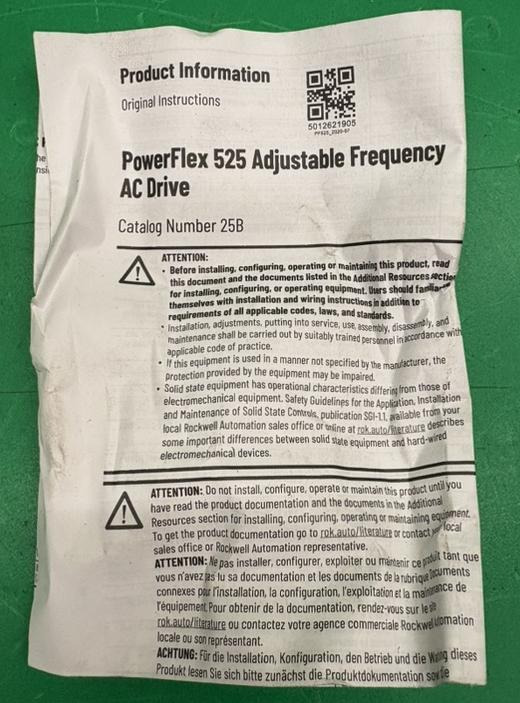 Product Information
Original Instructions
5012621905
PF525_2020-07
PowerFlex 525 Adjustable Frequency
AC Drive
Catalog Number 25B
ATTENTION:
• Before installing, configuring, operating or maintaining this product, read
this document and the documents listed in the Additional Resources section
for installing, configuring, or operating equipment. Users should familiarize
themselves with installation and wiring instructions in addition to
requirements of all applicable codes, laws, and standards.
• Installation, adjustments, putting into service, use, assembly, disassembly, and
maintenance shall be carried out by suitably trained personnel in accordance with
applicable code of practice.
• If this equipment is used in a manner not specified by the manufacturer, the
protection provided by the equipment may be impaired.
• Solid state equipment has operational characteristics differing from those of
electromechanical equipment. Safety Guidelines for the Application, Installation
and Maintenance of Solid State Controls, publication SGI-1.1, available from your
local Rockwell Automation sales office or online at rok.auto/literature describes
some important differences between solid state equipment and hard-wired
electromechanical devices.
ATTENTION: Do not install, configure, operate or maintain this product until you
have read the product documentation and the documents in the Additional
Resources section for installing, configuring, operating or maintaining equipment.
To get the product documentation go to rok.auto/literature or contact your local
sales office or Rockwell Automation representative.
ATTENTION: Ne pas installer, configurer, exploiter ou maintenir ce produit tant que
vous n'avez pas lu sa documentation et les documents de la rubrique Documents
connexes pour l'installation, la configuration, l'exploitation et la maintenance de
l'équipement. Pour obtenir de la documentation, rendez-vous sur le site
rok.auto/literature ou contactez votre agence commerciale Rockwell Automation
locale ou son représentant.
ACHTUNG: Für die Installation, Konfiguration, den Betrieb und die Wartung dieses
Produkt lesen Sie sich bitte zunächst die Produktdokumentation sowie